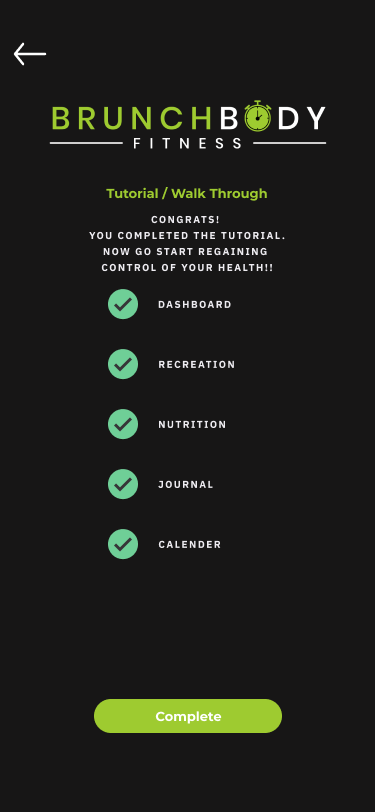 BRUNCHBODY
FITNESS
Tutorial / Walk Through
CONGRATS!
YOU COMPLETED THE TUTORIAL.
NOW GO START REGAINING
CONTROL OF YOUR HEALTH!!
DASHBOARD
RECREATION
NUTRITION
JOURNAL
CALENDER
Complete